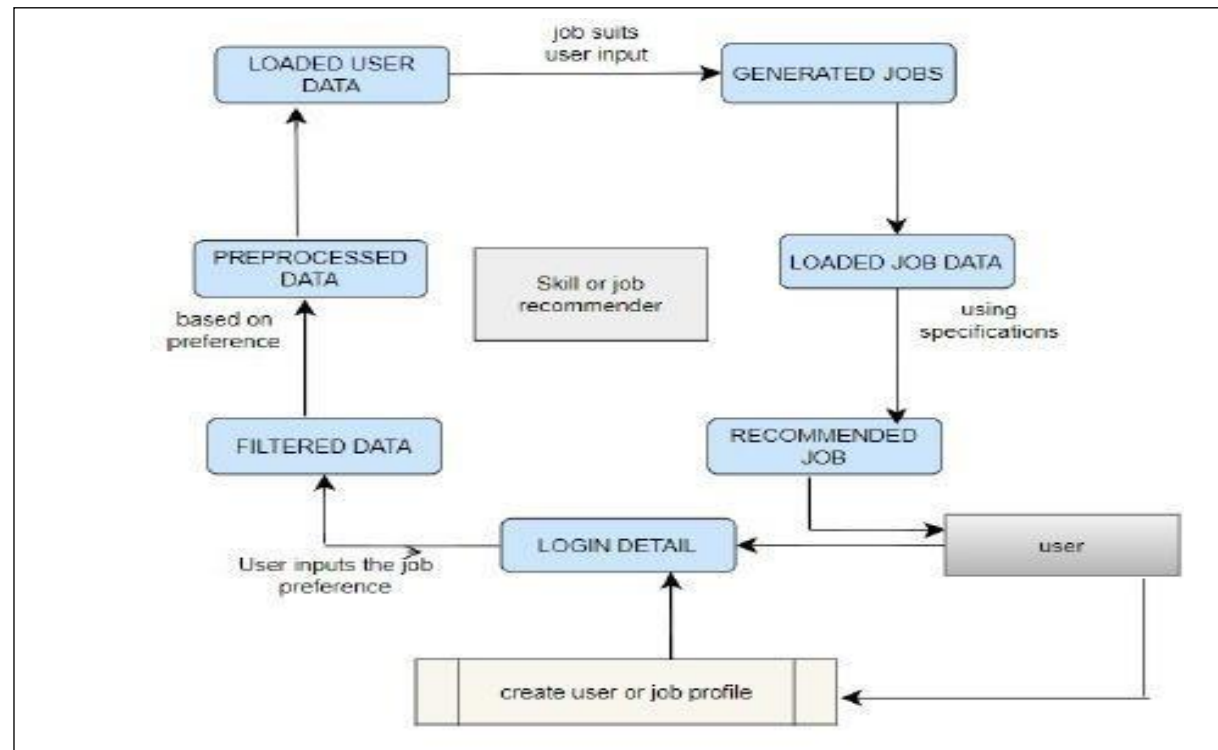 job suits
user input
LOADED USER
DATA
GENERATED JOBS
PREPROCESSED
DATA
Skill or job
recommender
LOADED JOB DATA
based on
preference
using
specifications
FILTERED DATA
RECOMMENDED
JOB
LOGIN DETAIL
user
User inputs the job
preference
create user or job profile